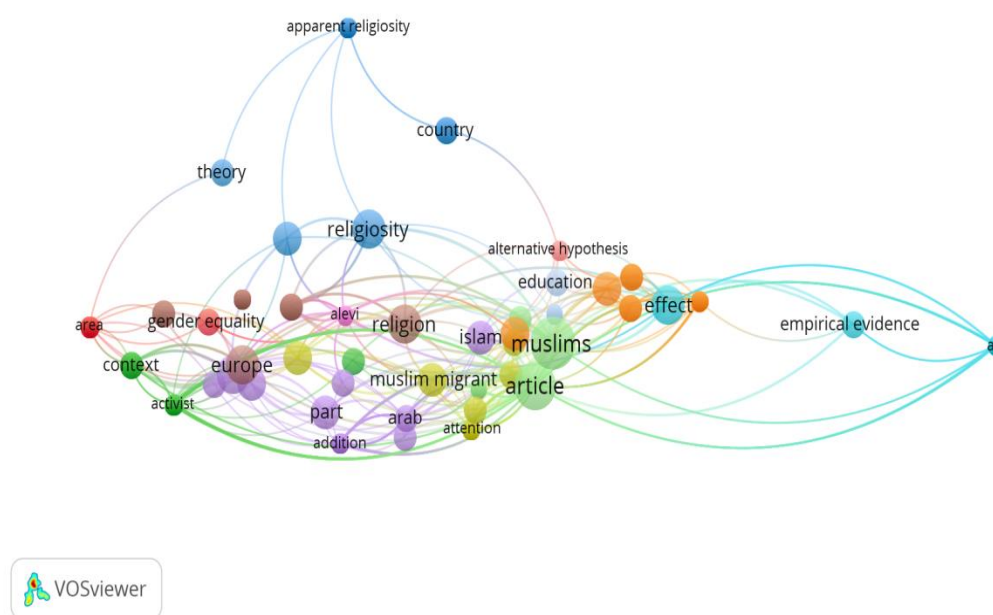 apparent religiosity
country
theory
religiosity
alternative hypothesis
education
effect
empirical evidence
area
gender equality
alevi
religion
islam
muslims
context
europe
muslim migrant
article
activist
part
arab
attention
addition
VOSviewer